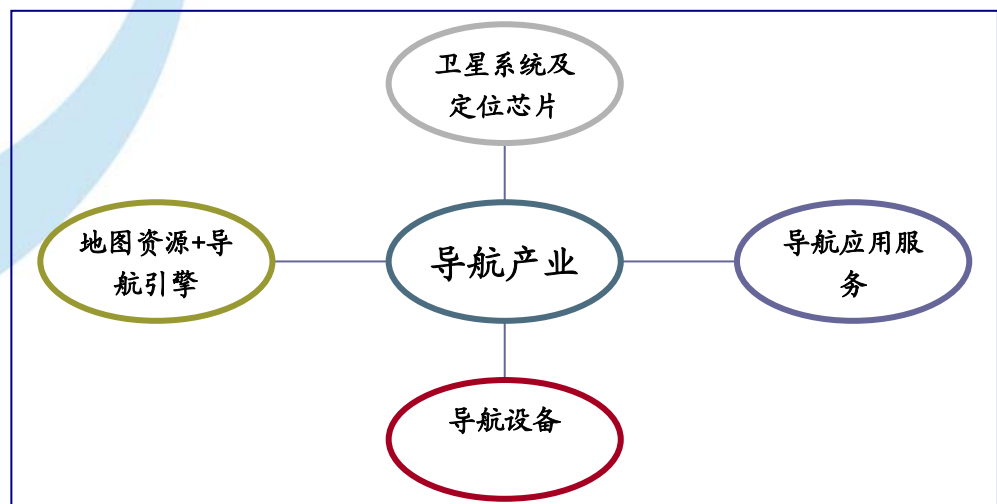 卫星系统及
定位芯片
地图资源+导
航引擎
导航产业
导航应用服
务
导航设备